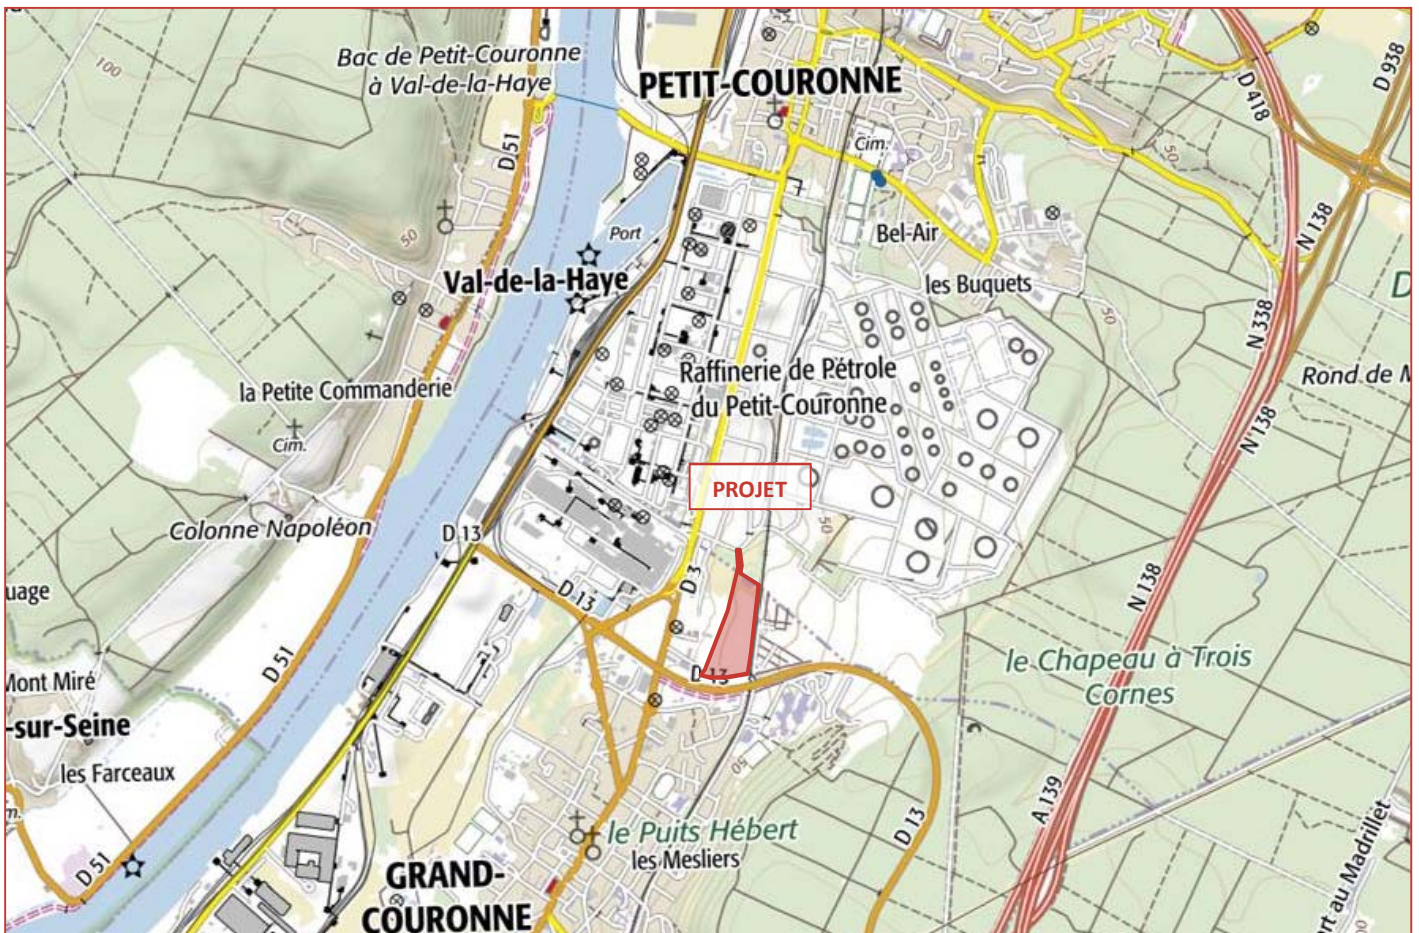 100
Bac de Petit-Couronne
à Val-de-la-Haye
PETIT-COURONNE
D 418
D 938
D 51
Cim.
50
50
Port
Bel-Air
N 138
Val-de-la-Haye
les Buquets
50
N 338
la Petite Commanderie
Raffinerie de Pétrole
du Petit-Couronne
Rond de M
N 138
Cim.
PROJET
Colonne Napoléon
D 13
50
D 3
D 13
N 138
uage
D 51
D 13
le Chapeau à Trois
Cornes
Mont Miré
-sur-Seine
les Farceaux
50
A 139
D 13
m.
le Puits Hébert
les Mesliers
D 51
GRAND-
COURONNE
ert au Madrillet